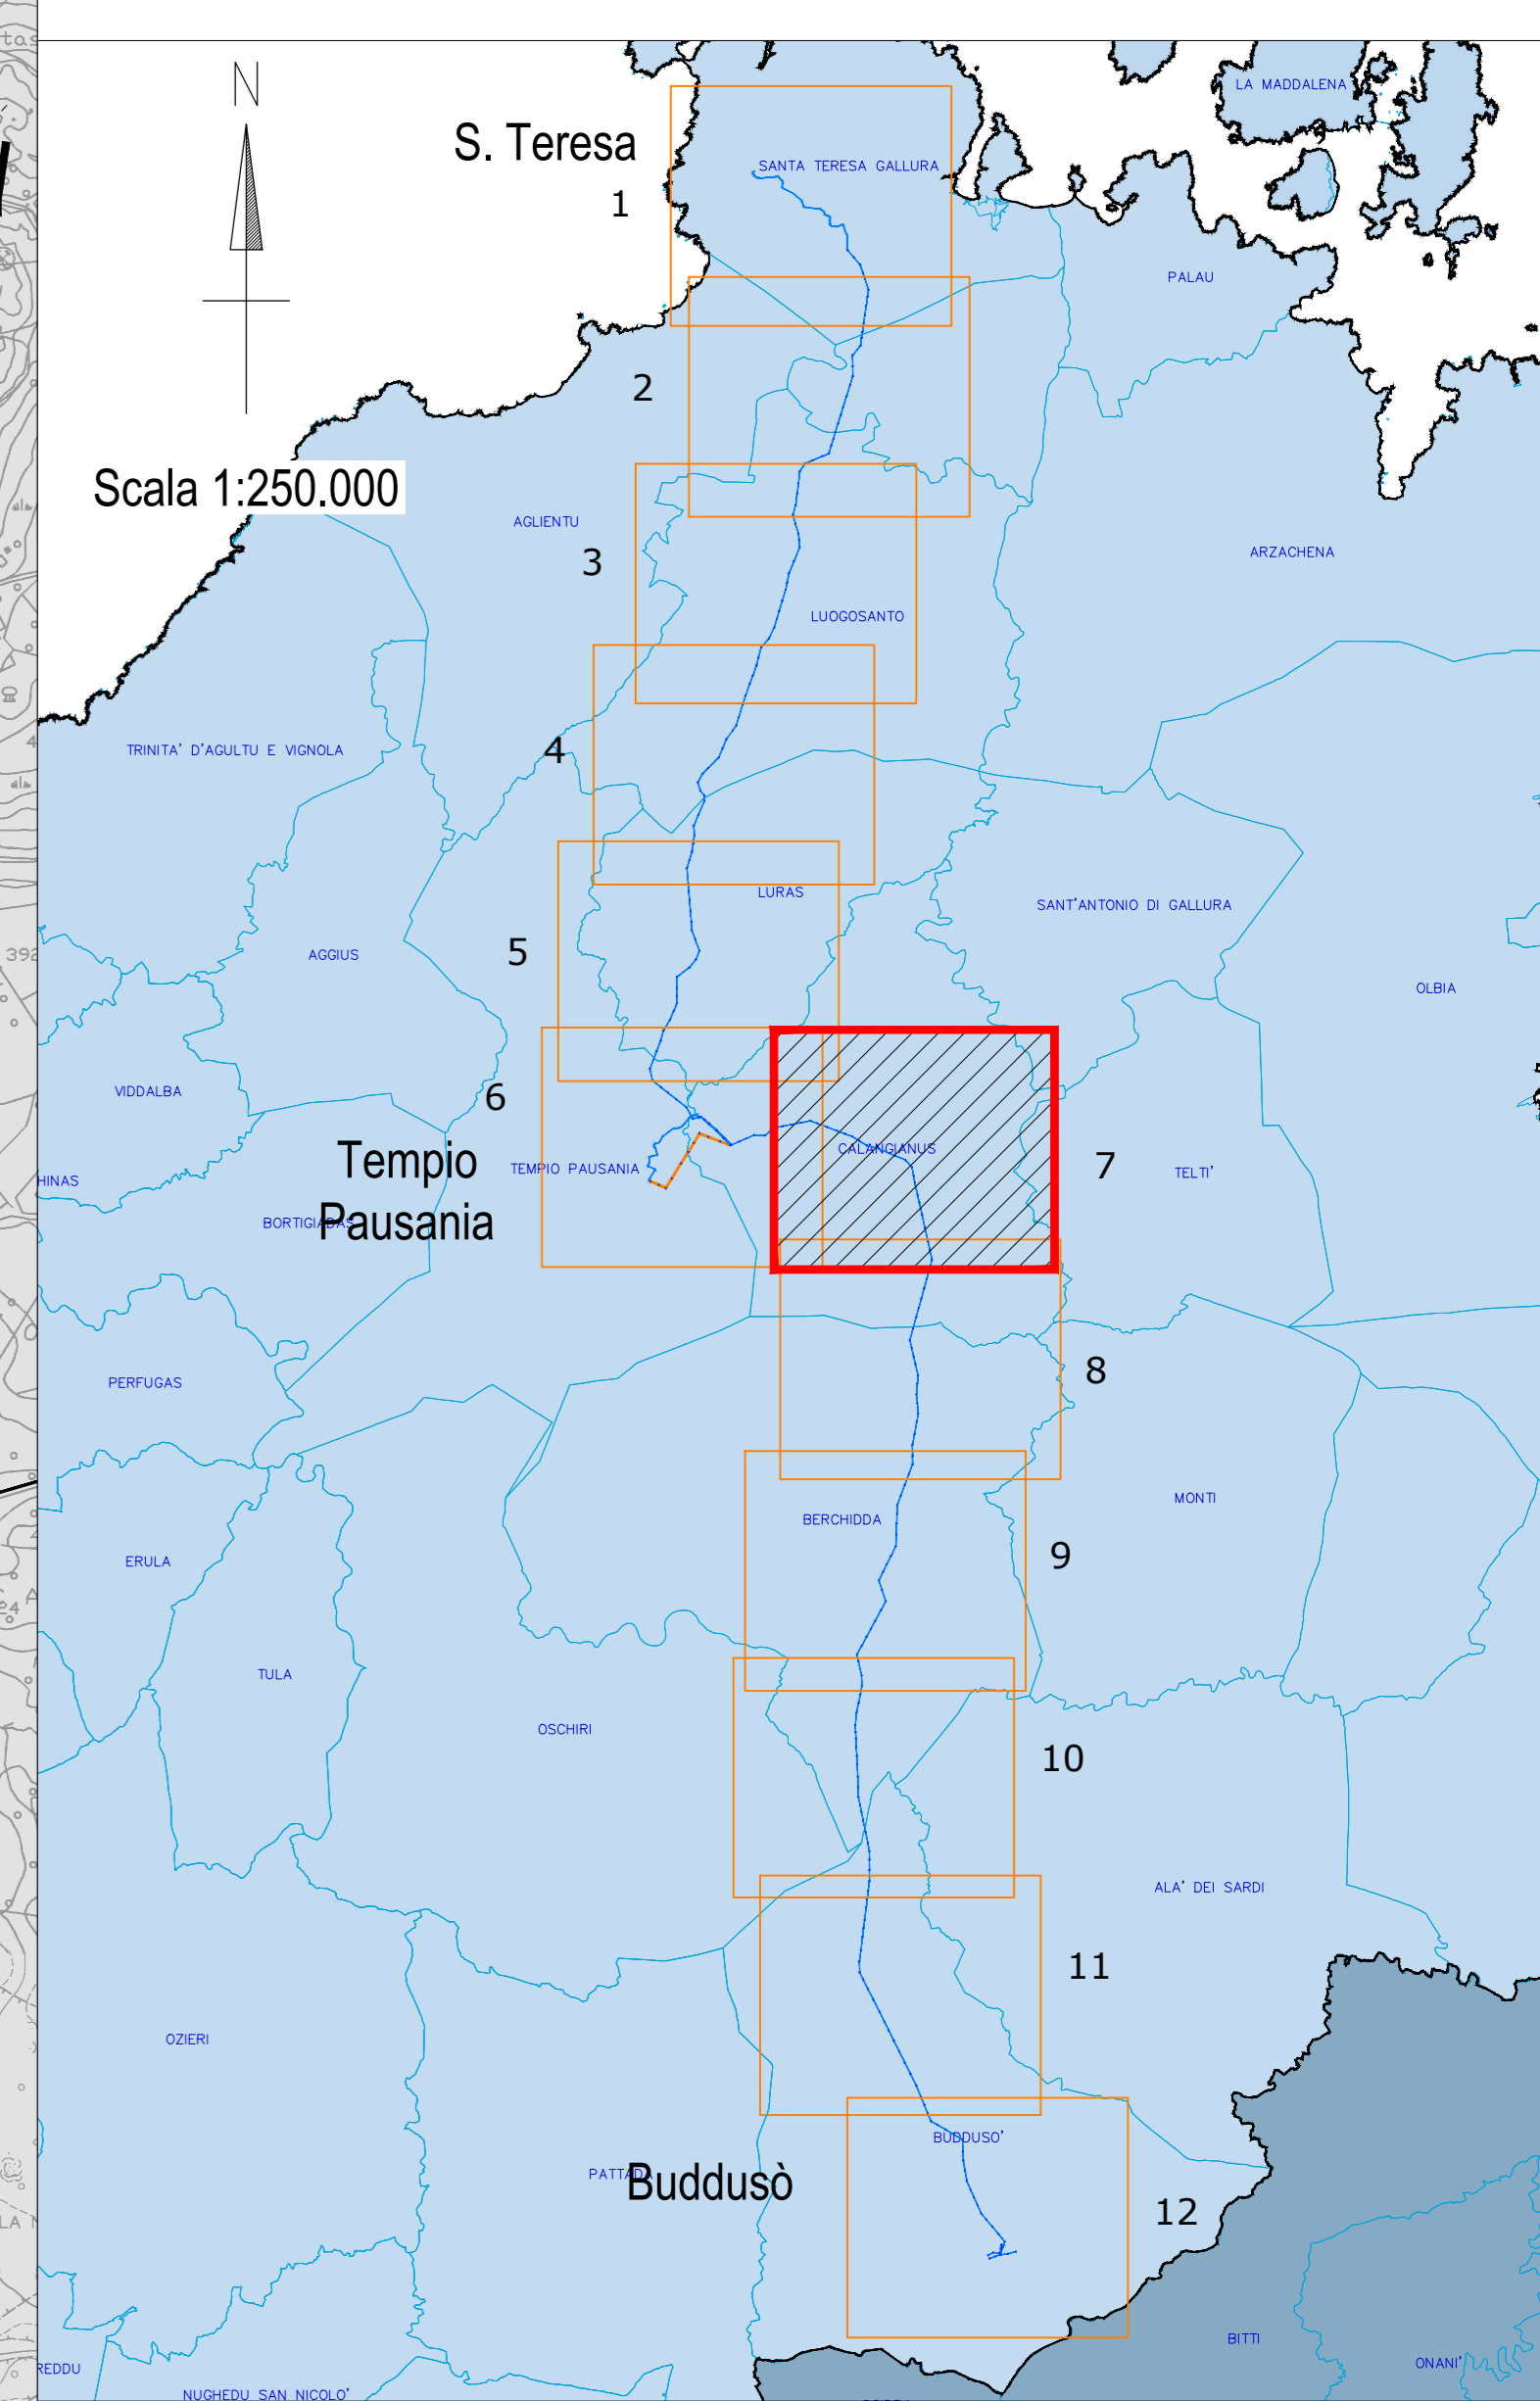 N
LA MADDALENA
S. Teresa
SANTA TERESA GALLURA
1
PALAU
2
Scala 1:250.000
AGLIENTU
3
ARZACHENA
LUOGOSANTO
TRINITA' D'AGULTU E VIGNOLA
4
LURAS
SANT'ANTONIO DI GALLURA
5
AGGIUS
392
OLBIA
VIDDALBA
6
CALANGIANUS
Tempio
Pausania
TEMPIO PAUSANIA
7
TELTI'
HINAS
BORTIGIADAS
PERFUGAS
8
MONTI
BERCHIDDA
9
ERULA
TULA
OSCHIRI
10
ALA' DEI SARDI
11
OZIERI
BUDDUSO'
PATTADA
Buddusò
12
BITTI
ONANI'
REDDU
NUGHEDU SAN NICOLO'